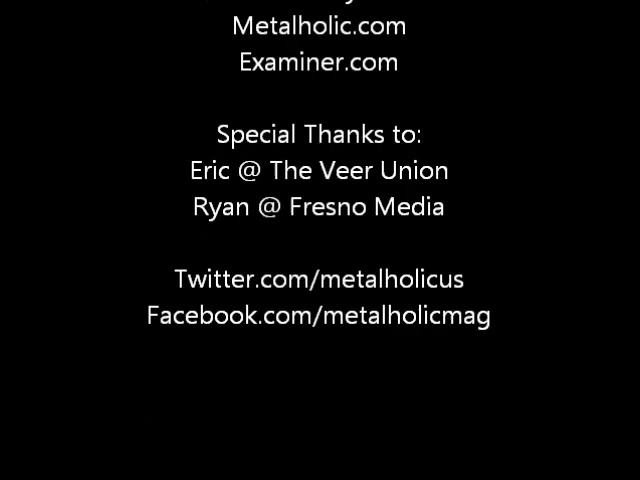 Metalholic.com
Examiner.com
Special Thanks to:
Eric @ The Veer Union
Ryan @ Fresno Media
Twitter.com/metalholicus
Facebook.com/metalholicmag